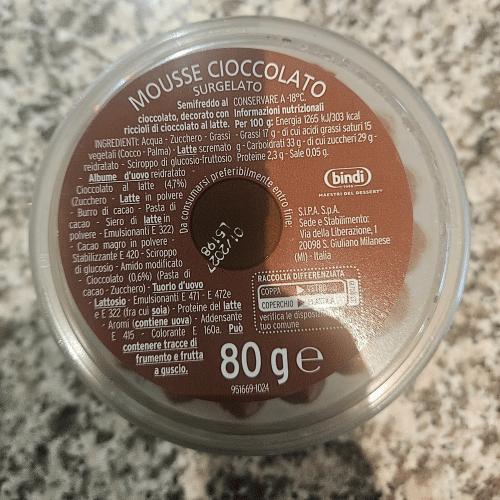 MOUSSE CIOCCOLATO
SURGELATO
Semifreddo al
cioccolato, decorato con
riccioli di cioccolato al latte.
CONSERVARE A -18°C.
Informazioni nutrizionali
Per 100 g: Energia 1265 kJ/303 kcal
- Grassi 17 g - di cui acidi grassi saturi 15
g - Carboidrati 33 g - di cui zuccheri 29 g -
Proteine 2,3 g - Sale 0,05 g.
INGREDIENTI: Acqua - Zucchero - Grassi
vegetali (Cocco - Palma) - Latte scremato
reidratato - Sciroppo di glucosio-fruttosio
- Albume d'uovo reidratato -
Cioccolato al latte (4,7%)
(Zucchero - Latte in polvere
- Burro di cacao - Pasta di
cacao - Siero di latte in
polvere - Emulsionanti E 322)
- Cacao magro in polvere -
Stabilizzante E 420 - Sciroppo
di glucosio - Amido modificato
- Cioccolato (0,6%) (Pasta di
cacao - Zucchero) - Tuorlo d'uovo
- Lattosio - Emulsionanti E 471 - E 472e
e E 322 (fra cui soia) - Proteine del latte
- Aromi (contiene uova) - Addensante
E 415 - Colorante E 160a. Può
contenere tracce di
frumento e frutta
a guscio.
Da consumarsi preferibilmente entro fine:
01/2027
L5198
bindi
1946
MAESTRI DEL DESSERT
S.I.P.A. S.p.A.
Sede e Stabilimento:
Via della Liberazione, 1
20098 S. Giuliano Milanese
(MI) - Italia
RACCOLTA DIFFERENZIATA
COPPA VETRO
COPERCHIO PLASTICA
verifica le disposizioni
tuo comune
80 g e
951669-1024